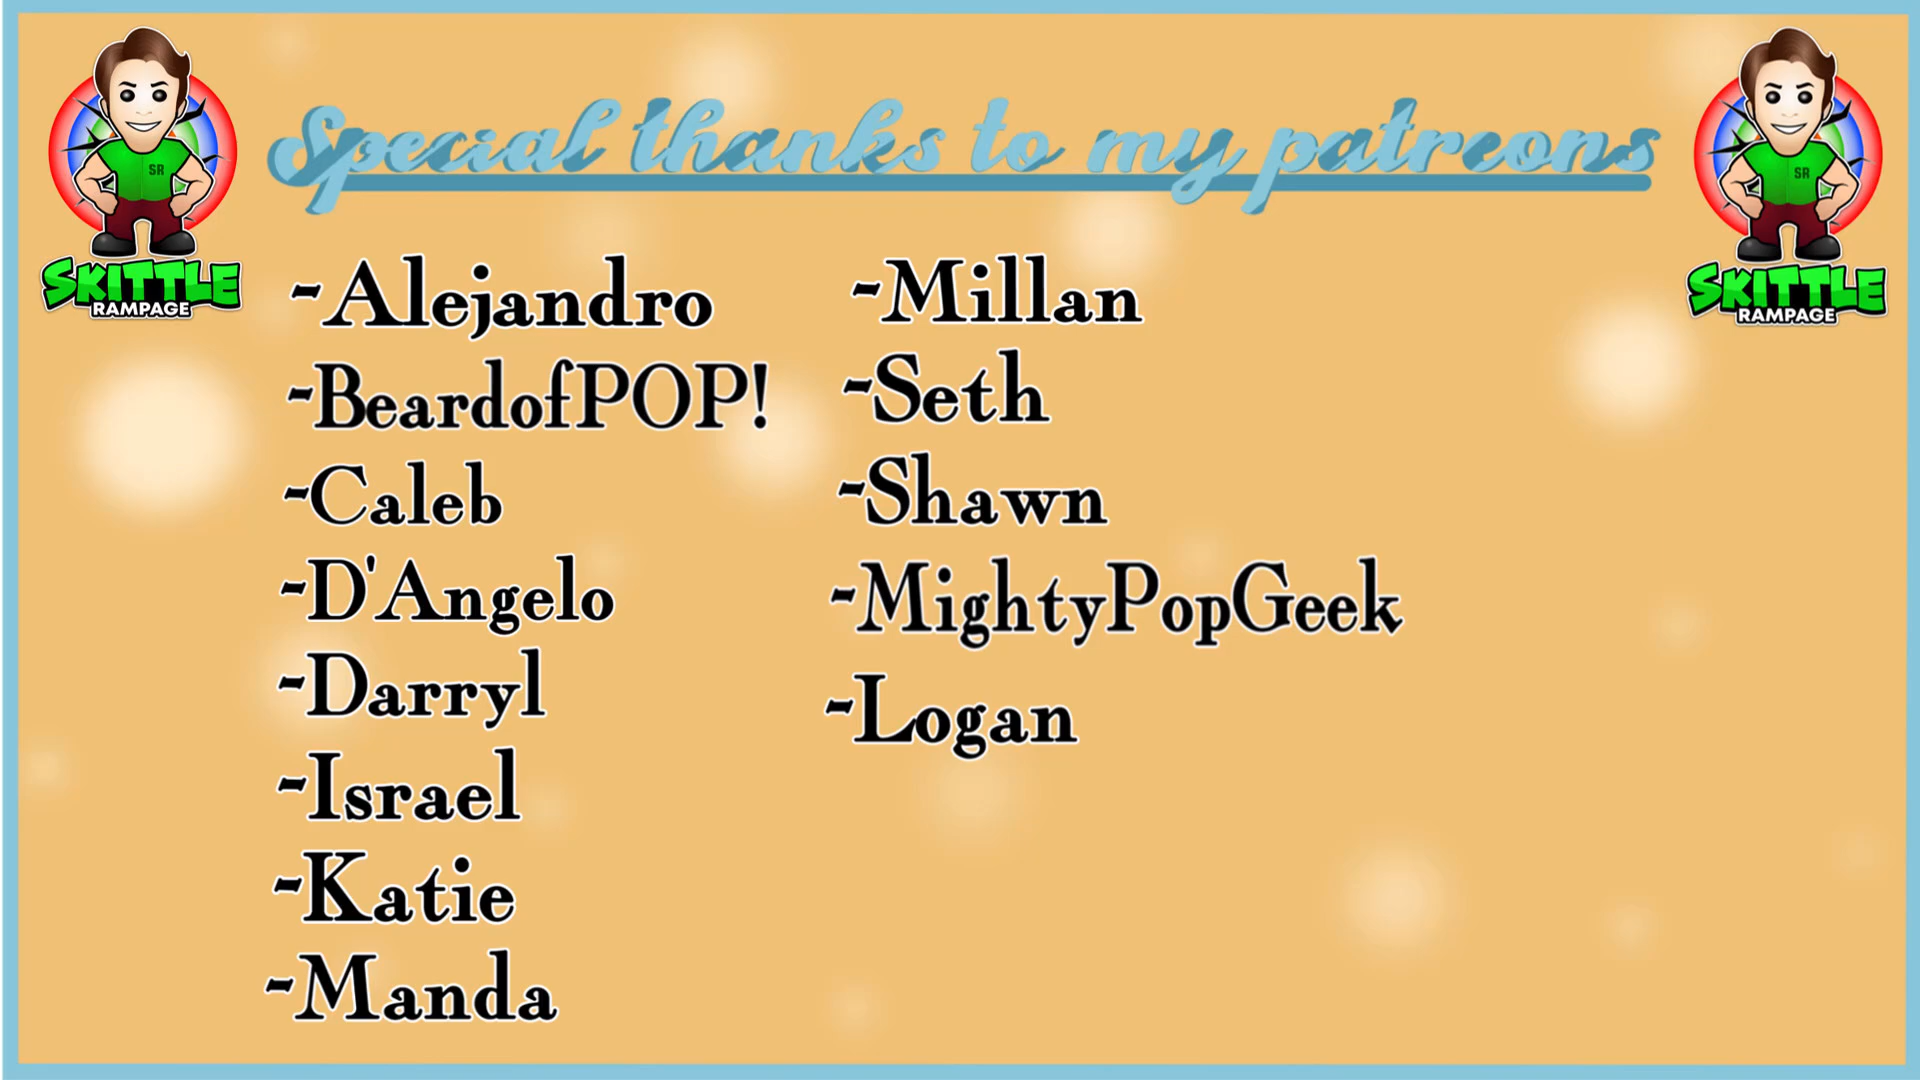 Special thanks to my patreons
SR
SKITTLE
RAMPAGE
SR
SKITTLE
RAMPAGE
-Alejandro
-BeardofPOP!
-Caleb
-D'Angelo
-Darryl
-Israel
-Katie
-Manda
-Millan
-Seth
-Shawn
-MightyPopGeek
-Logan